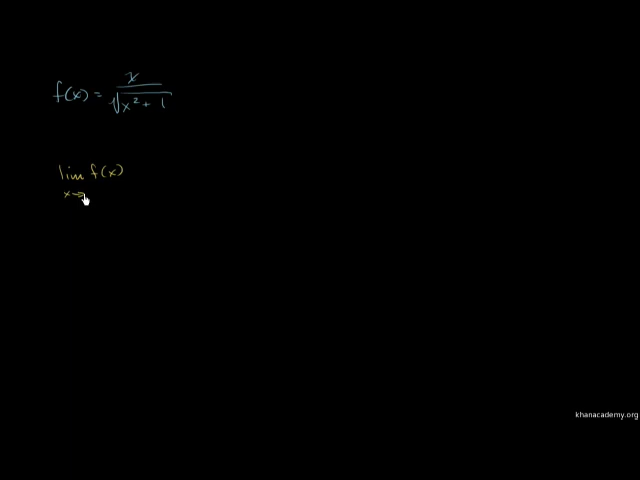 f(x) = x / √(x² + 1)
lim f(x)
x→
khanacademy.org